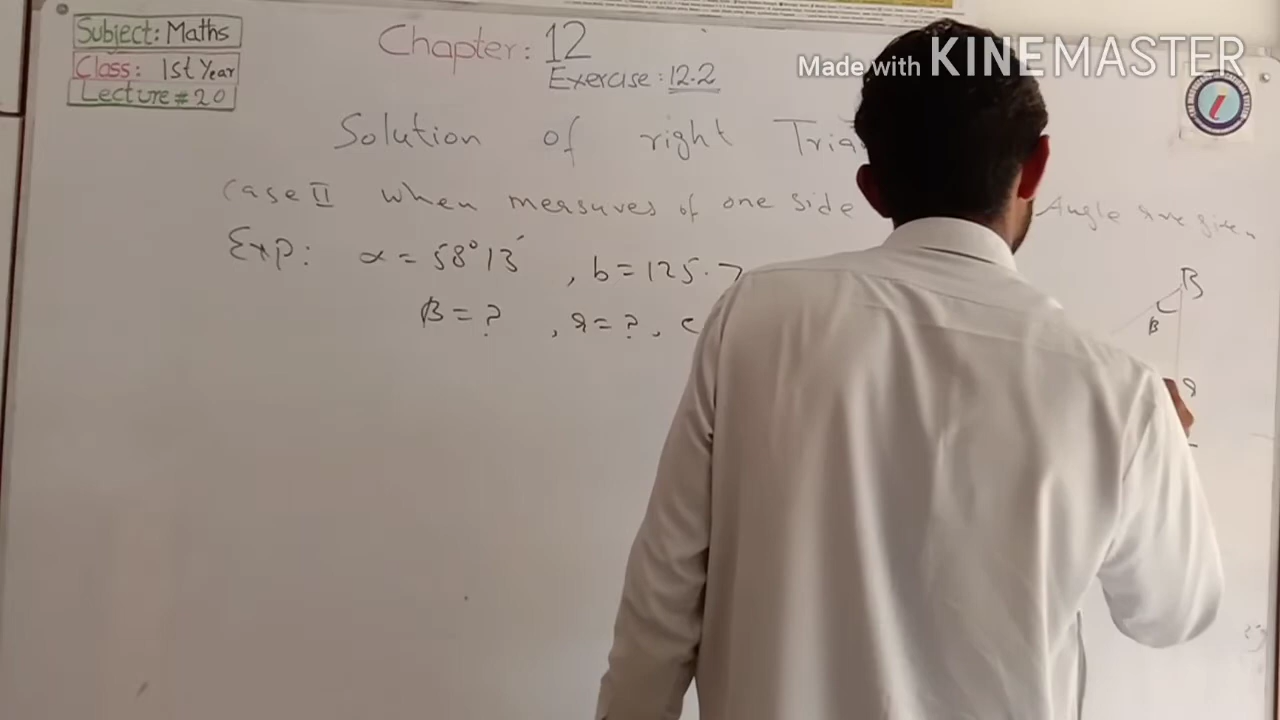 Subject: Maths
Class: 1st Year
Lecture # 20
Chapter: 12
Exercise: 12.2
Made with KINEMASTER
Solution of right Tria
Case II When measures of one side Angle are given
Exp: α = 58°13′ , b = 125.7
β = ? , a = ? , c
B
β
a